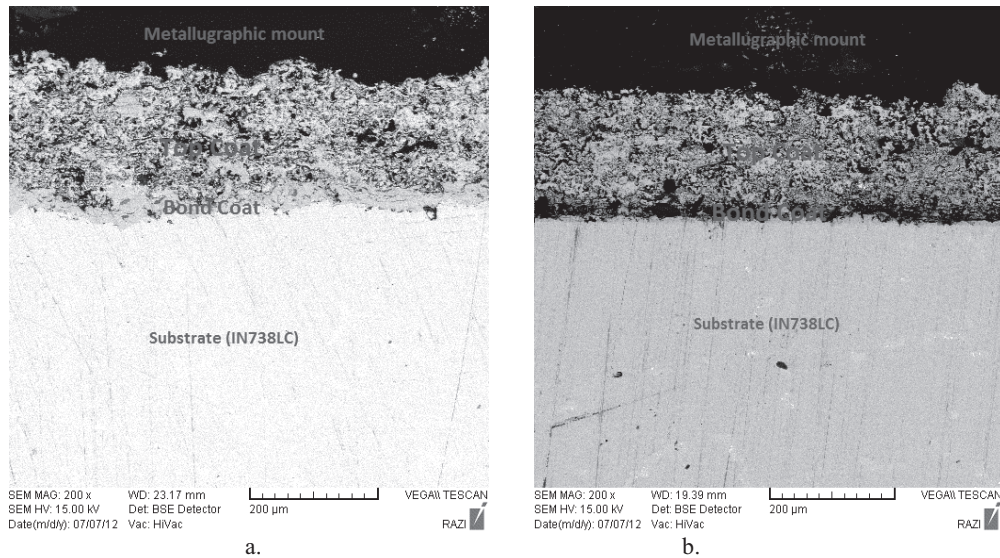 Metallugraphic mount
Top Coat
Bond Coat
Substrate (IN738LC)
SEM MAG: 200 x WD: 23.17 mm
SEM HV: 15.00 kV Det: BSE Detector 200 µm VEGA\\ TESCAN
Date(m/d/y): 07/07/12 Vac: HiVac RAZI
a.
Metallugraphic mount
Top Coat
Bond Coat
Substrate (IN738LC)
SEM MAG: 200 x WD: 19.39 mm
SEM HV: 15.00 kV Det: BSE Detector 200 µm VEGA\\ TESCAN
Date(m/d/y): 07/07/12 Vac: HiVac RAZI
b.